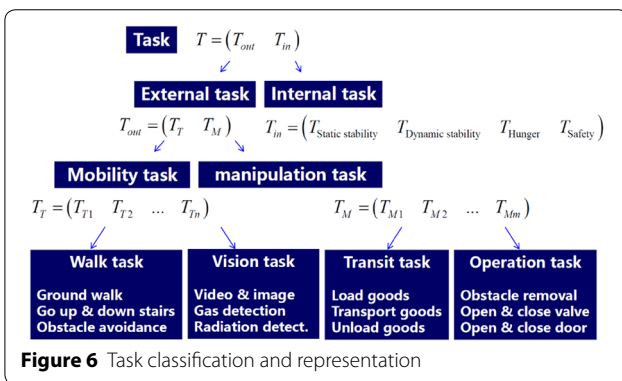 Task T = (T_out T_in)
External task Internal task
T_out = (T_T T_M) T_in = (T_Static stability T_Dynamic stability T_Hunger T_Safety)
Mobility task manipulation task
T_T = (T_T1 T_T2 ... T_Tn) T_M = (T_M1 T_M2 ... T_Mm)
Walk task
Ground walk
Go up & down stairs
Obstacle avoidance
Vision task
Video & image
Gas detection
Radiation detect.
Transit task
Load goods
Transport goods
Unload goods
Operation task
Obstacle removal
Open & close valve
Open & close door
Figure 6 Task classification and representation